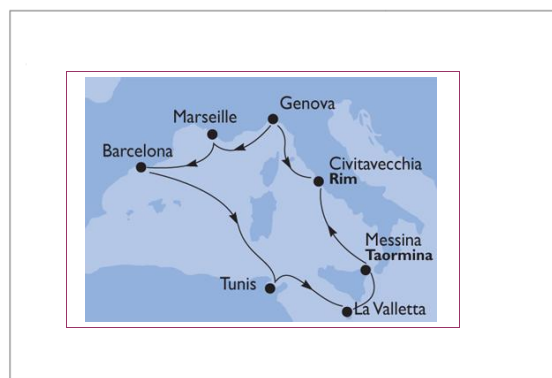 Genova
Marseille
Barcelona
Civitavecchia
Rim
Messina
Taormina
Tunis
La Valletta